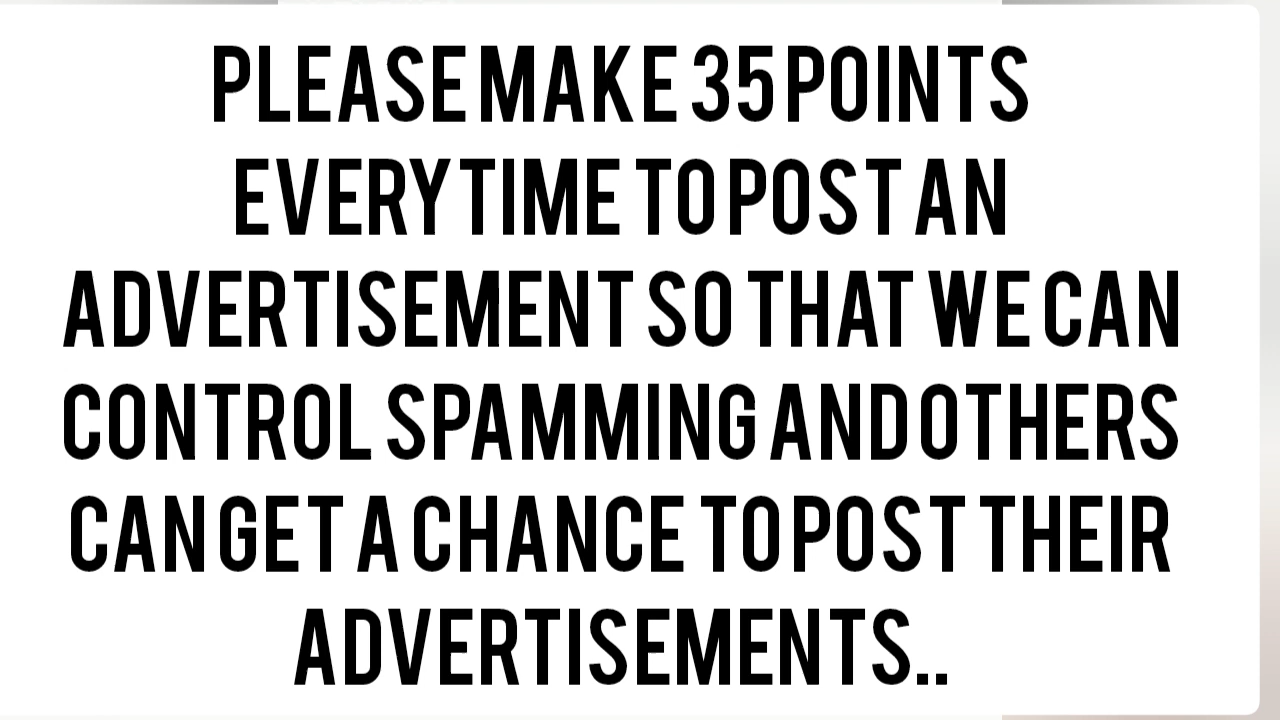 PLEASE MAKE 35 POINTS
EVERY TIME TO POST AN
ADVERTISEMENT SO THAT WE CAN
CONTROL SPAMMING AND OTHERS
CAN GET A CHANCE TO POST THEIR
ADVERTISEMENTS..